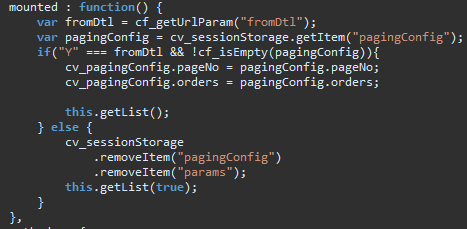 mounted : function() {
var fromDtl = cf_getUrlParam("fromDtl");
var pagingConfig = cv_sessionStorage.getItem("pagingConfig");
if("Y" === fromDtl && !cf_isEmpty(pagingConfig)){
cv_pagingConfig.pageNo = pagingConfig.pageNo;
cv_pagingConfig.orders = pagingConfig.orders;
this.getList();
} else {
cv_sessionStorage
.removeItem("pagingConfig")
.removeItem("params");
this.getList(true);
}
},